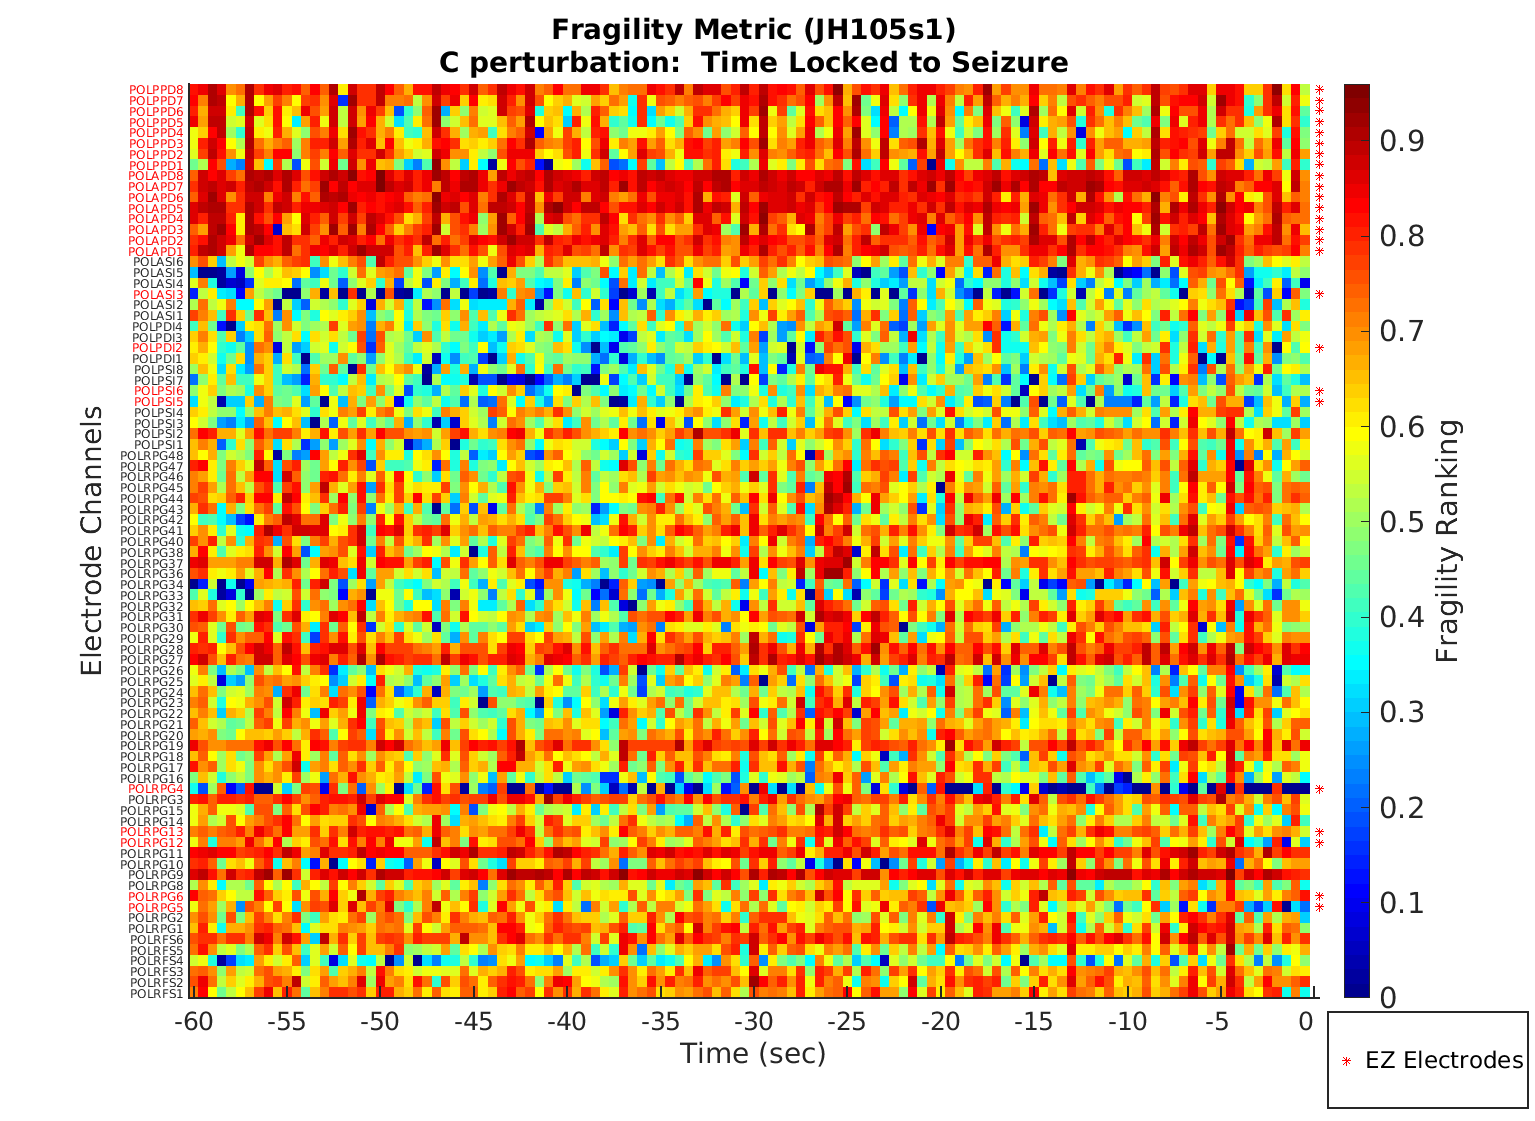 Fragility Metric (JH105s1)
C perturbation:  Time Locked to Seizure
Electrode Channels
POLPPD8
POLPPD7
POLPPD6
POLPPD5
POLPPD4
POLPPD3
POLPPD2
POLPPD1
POLAPD8
POLAPD7
POLAPD6
POLAPD5
POLAPD4
POLAPD3
POLAPD2
POLAPD1
POLASI6
POLASI5
POLASI4
POLASI3
POLASI2
POLASI1
POLPDI4
POLPDI3
POLPDI2
POLPDI1
POLPSI8
POLPSI7
POLPSI6
POLPSI5
POLPSI4
POLPSI3
POLPSI2
POLPSI1
POLRPG48
POLRPG47
POLRPG46
POLRPG45
POLRPG44
POLRPG43
POLRPG42
POLRPG41
POLRPG40
POLRPG38
POLRPG37
POLRPG36
POLRPG34
POLRPG33
POLRPG32
POLRPG31
POLRPG30
POLRPG29
POLRPG28
POLRPG27
POLRPG26
POLRPG25
POLRPG24
POLRPG23
POLRPG22
POLRPG21
POLRPG20
POLRPG19
POLRPG18
POLRPG17
POLRPG16
POLRPG4
POLRPG3
POLRPG15
POLRPG14
POLRPG13
POLRPG12
POLRPG11
POLRPG10
POLRPG9
POLRPG8
POLRPG6
POLRPG5
POLRPG2
POLRPG1
POLRFS6
POLRFS5
POLRFS4
POLRFS3
POLRFS2
POLRFS1
-60 -55 -50 -45 -40 -35 -30 -25 -20 -15 -10 -5 0
Time (sec)
0.9
0.8
0.7
0.6
0.5
0.4
0.3
0.2
0.1
0
Fragility Ranking
EZ Electrodes